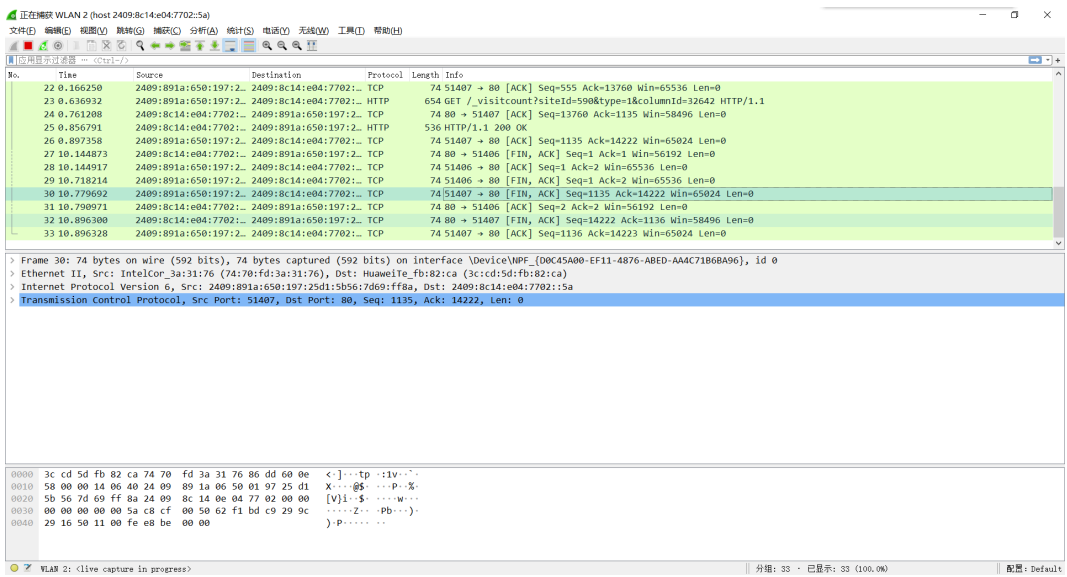 正在捕获 WLAN 2 (host 2409:8c14:e04:7702::5a)
文件(F) 编辑(E) 视图(V) 跳转(G) 捕获(C) 分析(A) 统计(S) 电话(Y) 无线(W) 工具(T) 帮助(H)
应用显示过滤器 … <Ctrl-/>
No. Time Source Destination Protocol Length Info
22 0.166250 2409:891a:650:197:2… 2409:8c14:e04:7702:… TCP 74 51407 → 80 [ACK] Seq=555 Ack=13760 Win=65536 Len=0
23 0.636932 2409:891a:650:197:2… 2409:8c14:e04:7702:… HTTP 654 GET /_visitcount?siteId=590&type=1&columnId=32642 HTTP/1.1
24 0.761208 2409:8c14:e04:7702:… 2409:891a:650:197:2… TCP 74 80 → 51407 [ACK] Seq=13760 Ack=1135 Win=58496 Len=0
25 0.856791 2409:8c14:e04:7702:… 2409:891a:650:197:2… HTTP 536 HTTP/1.1 200 OK
26 0.897358 2409:891a:650:197:2… 2409:8c14:e04:7702:… TCP 74 51407 → 80 [ACK] Seq=1135 Ack=14222 Win=65024 Len=0
27 10.144873 2409:8c14:e04:7702:… 2409:891a:650:197:2… TCP 74 80 → 51406 [FIN, ACK] Seq=1 Ack=1 Win=56192 Len=0
28 10.144917 2409:891a:650:197:2… 2409:8c14:e04:7702:… TCP 74 51406 → 80 [ACK] Seq=1 Ack=2 Win=65536 Len=0
29 10.718214 2409:891a:650:197:2… 2409:8c14:e04:7702:… TCP 74 51406 → 80 [FIN, ACK] Seq=1 Ack=2 Win=65536 Len=0
30 10.779692 2409:891a:650:197:2… 2409:8c14:e04:7702:… TCP 74 51407 → 80 [FIN, ACK] Seq=1135 Ack=14222 Win=65024 Len=0
31 10.790971 2409:8c14:e04:7702:… 2409:891a:650:197:2… TCP 74 80 → 51406 [ACK] Seq=2 Ack=2 Win=56192 Len=0
32 10.896300 2409:8c14:e04:7702:… 2409:891a:650:197:2… TCP 74 80 → 51407 [FIN, ACK] Seq=14222 Ack=1136 Win=58496 Len=0
33 10.896328 2409:891a:650:197:2… 2409:8c14:e04:7702:… TCP 74 51407 → 80 [ACK] Seq=1136 Ack=14223 Win=65024 Len=0
Frame 30: 74 bytes on wire (592 bits), 74 bytes captured (592 bits) on interface \Device\NPF_{D0C45A00-EF11-4876-ABED-AA4C71B6BA96}, id 0
Ethernet II, Src: IntelCor_3a:31:76 (74:70:fd:3a:31:76), Dst: HuaweiTe_fb:82:ca (3c:cd:5d:fb:82:ca)
Internet Protocol Version 6, Src: 2409:891a:650:197:25d1:5b56:7d69:ff8a, Dst: 2409:8c14:e04:7702::5a
Transmission Control Protocol, Src Port: 51407, Dst Port: 80, Seq: 1135, Ack: 14222, Len: 0
0000 3c cd 5d fb 82 ca 74 70 fd 3a 31 76 86 dd 60 0e <·]···tp ·:1v··`·
0010 58 00 00 14 06 40 24 09 89 1a 06 50 01 97 25 d1 X····@$· ···P··%·
0020 5b 56 7d 69 ff 8a 24 09 8c 14 0e 04 77 02 00 00 [V}i··$· ····w···
0030 00 00 00 00 00 5a c8 cf 00 50 62 f1 bd c9 29 9c ·····Z·· ·Pb···)·
0040 29 16 50 11 00 fe e8 be 00 00 )·P····· ··
WLAN 2: <live capture in progress>
分组: 33 · 已显示: 33 (100.0%)
配置: Default